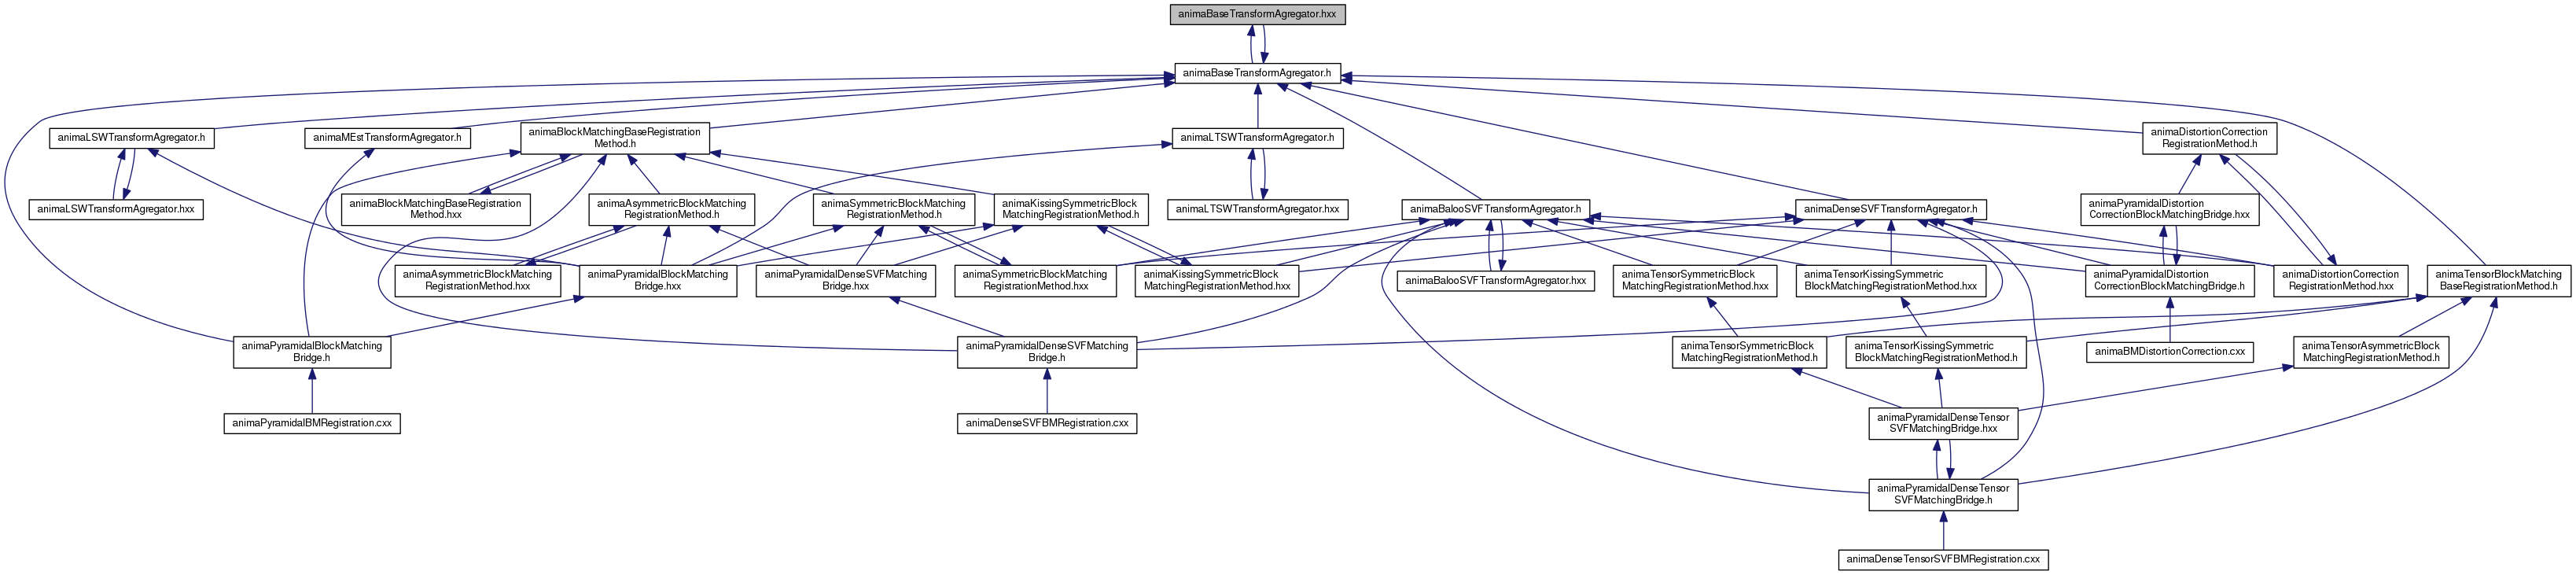 animaBaseTransformAgregator.hxx
animaBaseTransformAgregator.h
animaLSWTransformAgregator.h
animaMEstTransformAgregator.h
animaBlockMatchingBaseRegistration
Method.h
animaLTSWTransformAgregator.h
animaDistortionCorrection
RegistrationMethod.h
animaLSWTransformAgregator.hxx
animaBlockMatchingBaseRegistration
Method.hxx
animaAsymmetricBlockMatching
RegistrationMethod.h
animaSymmetricBlockMatching
RegistrationMethod.h
animaKissingSymmetricBlock
MatchingRegistrationMethod.h
animaLTSWTransformAgregator.hxx
animaBalooSVFTransformAgregator.h
animaDenseSVFTransformAgregator.h
animaPyramidalDistortion
CorrectionBlockMatchingBridge.hxx
animaAsymmetricBlockMatching
RegistrationMethod.hxx
animaPyramidalBlockMatching
Bridge.hxx
animaPyramidalDenseSVFMatching
Bridge.hxx
animaSymmetricBlockMatching
RegistrationMethod.hxx
animaKissingSymmetricBlock
MatchingRegistrationMethod.hxx
animaBalooSVFTransformAgregator.hxx
animaTensorSymmetricBlock
MatchingRegistrationMethod.hxx
animaTensorKissingSymmetric
BlockMatchingRegistrationMethod.hxx
animaPyramidalDistortion
CorrectionBlockMatchingBridge.h
animaDistortionCorrection
RegistrationMethod.hxx
animaTensorBlockMatching
BaseRegistrationMethod.h
animaPyramidalBlockMatching
Bridge.h
animaPyramidalDenseSVFMatching
Bridge.h
animaTensorSymmetricBlock
MatchingRegistrationMethod.h
animaTensorKissingSymmetric
BlockMatchingRegistrationMethod.h
animaBMDistortionCorrection.cxx
animaTensorAsymmetricBlock
MatchingRegistrationMethod.h
animaPyramidalBMRegistration.cxx
animaDenseSVFBMRegistration.cxx
animaPyramidalDenseTensor
SVFMatchingBridge.hxx
animaPyramidalDenseTensor
SVFMatchingBridge.h
animaDenseTensorSVFBMRegistration.cxx